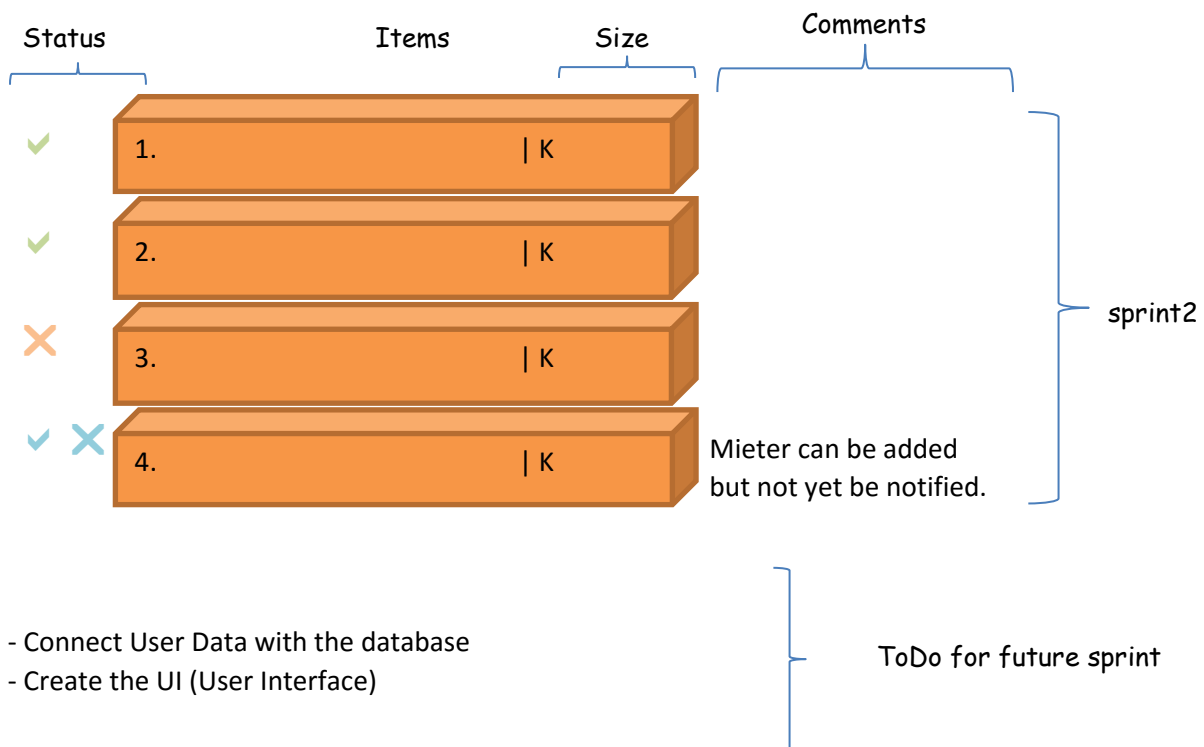 Status Items Size Comments
1. | K
2. | K
3. | K
4. | K
Mieter can be added
but not yet be notified.
sprint2
- Connect User Data with the database
- Create the UI (User Interface)
ToDo for future sprint